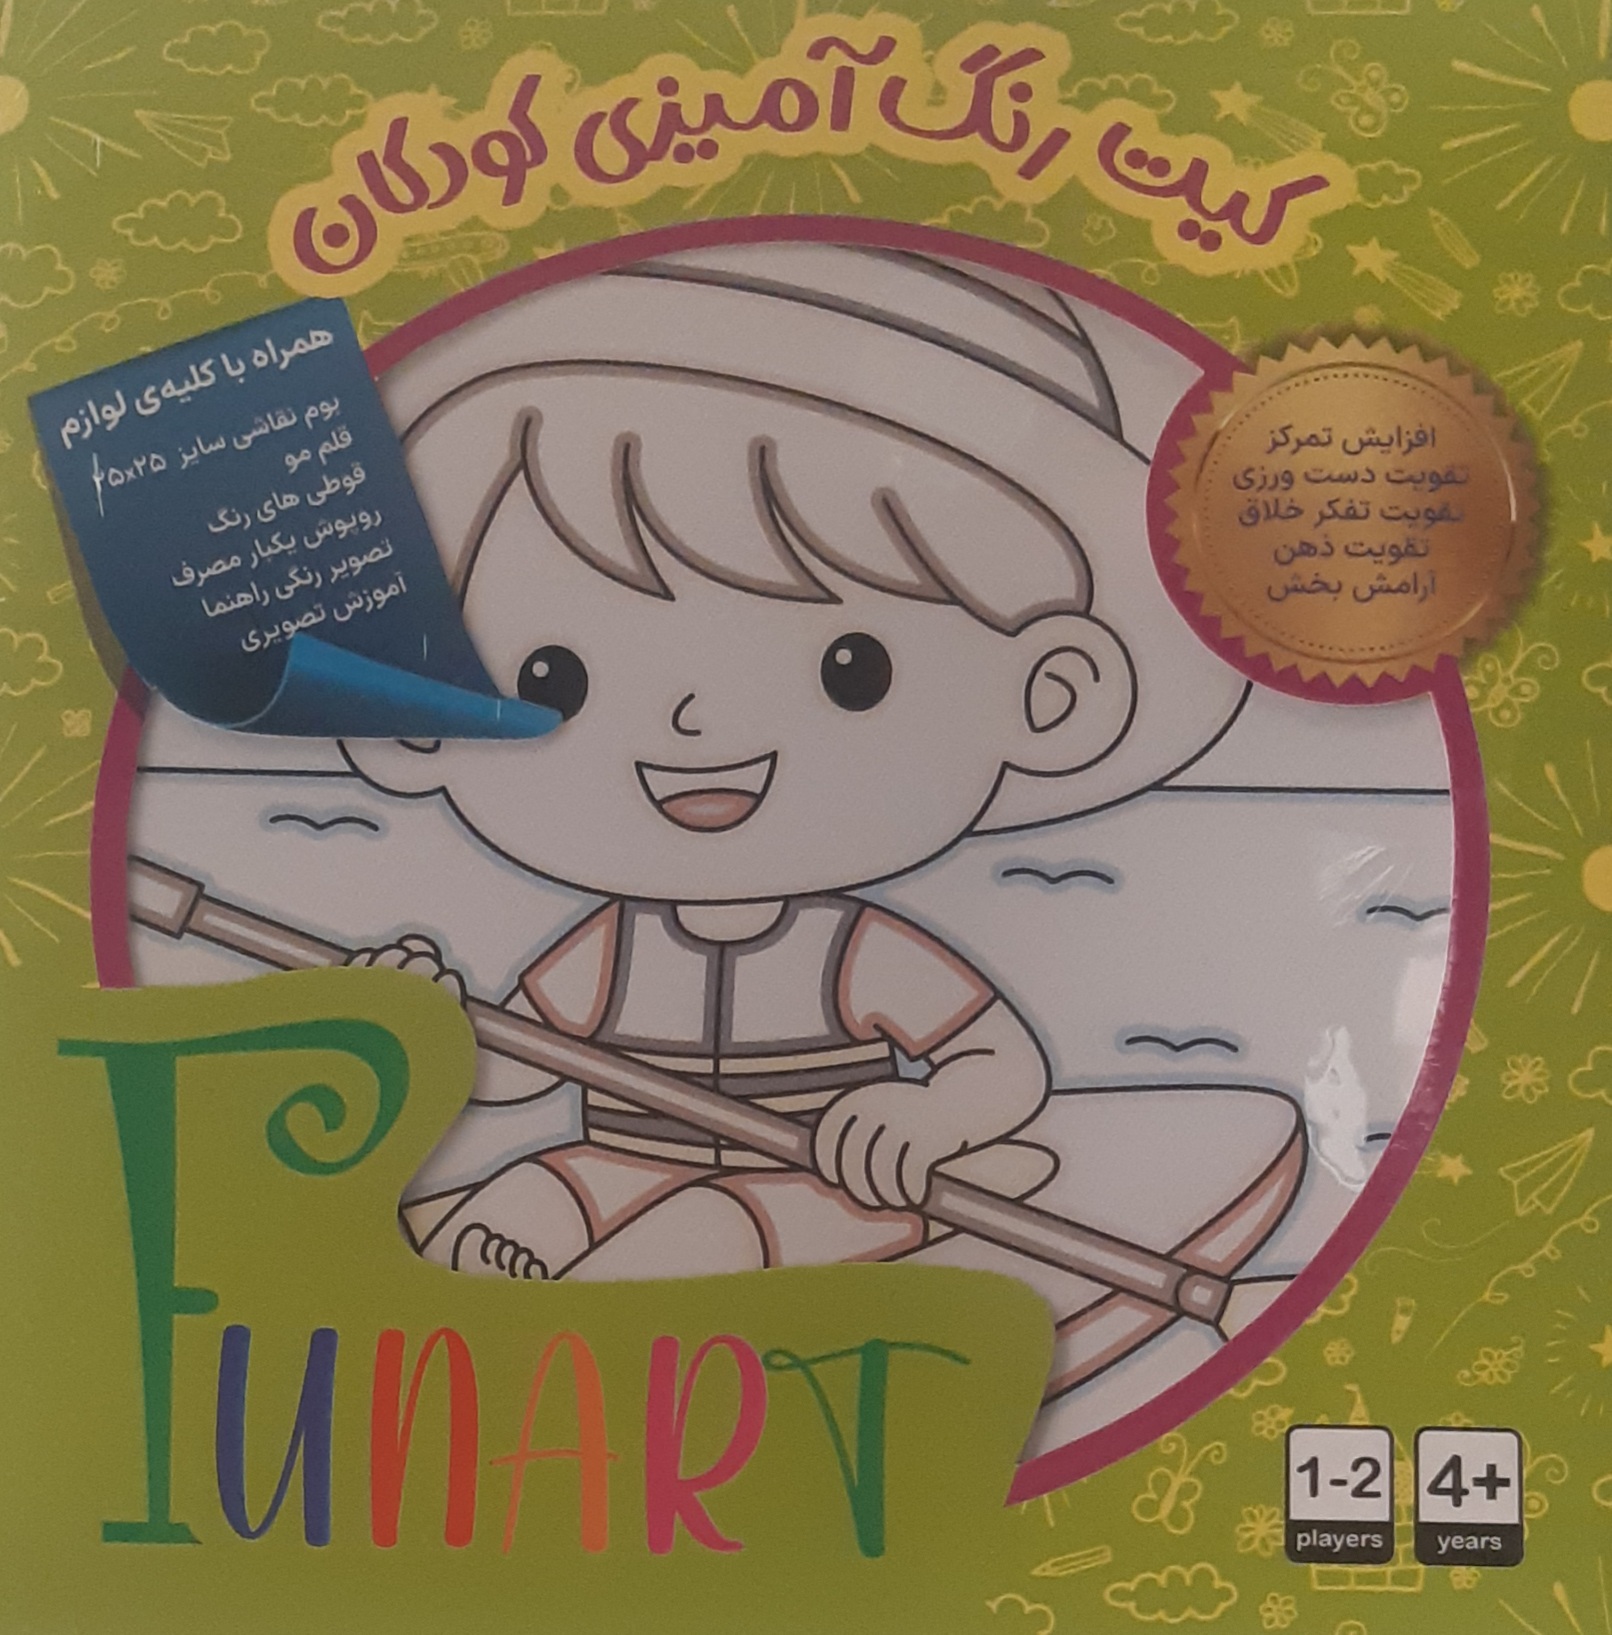 کیت رنگ آمیزی کودکان
همراه با کلیه‌ی لوازم
بوم نقاشی سایز ۲۵x۲۵
قلم مو
قوطی های رنگ
روپوش یکبار مصرف
تصویر رنگی راهنما
آموزش تصویری
افزایش تمرکز
تقویت دست ورزی
تقویت تفکر خلاق
تقویت ذهن
آرامش بخش
FUNART
1-2
players
4+
years